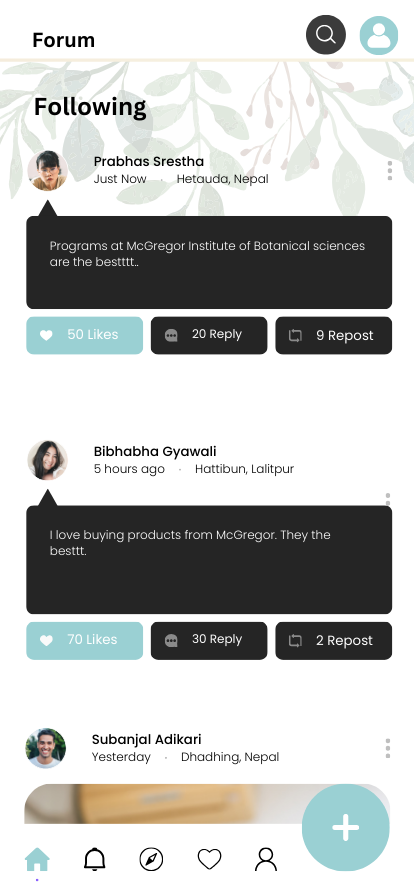 Forum
Following
Prabhas Srestha
Just Now · Hetauda, Nepal
Programs at McGregor Institute of Botanical sciences
are the bestttt..
50 Likes 20 Reply 9 Repost
Bibhabha Gyawali
5 hours ago · Hattibun, Lalitpur
I love buying products from McGregor. They the
besttt.
70 Likes 30 Reply 2 Repost
Subanjal Adikari
Yesterday · Dhadhing, Nepal